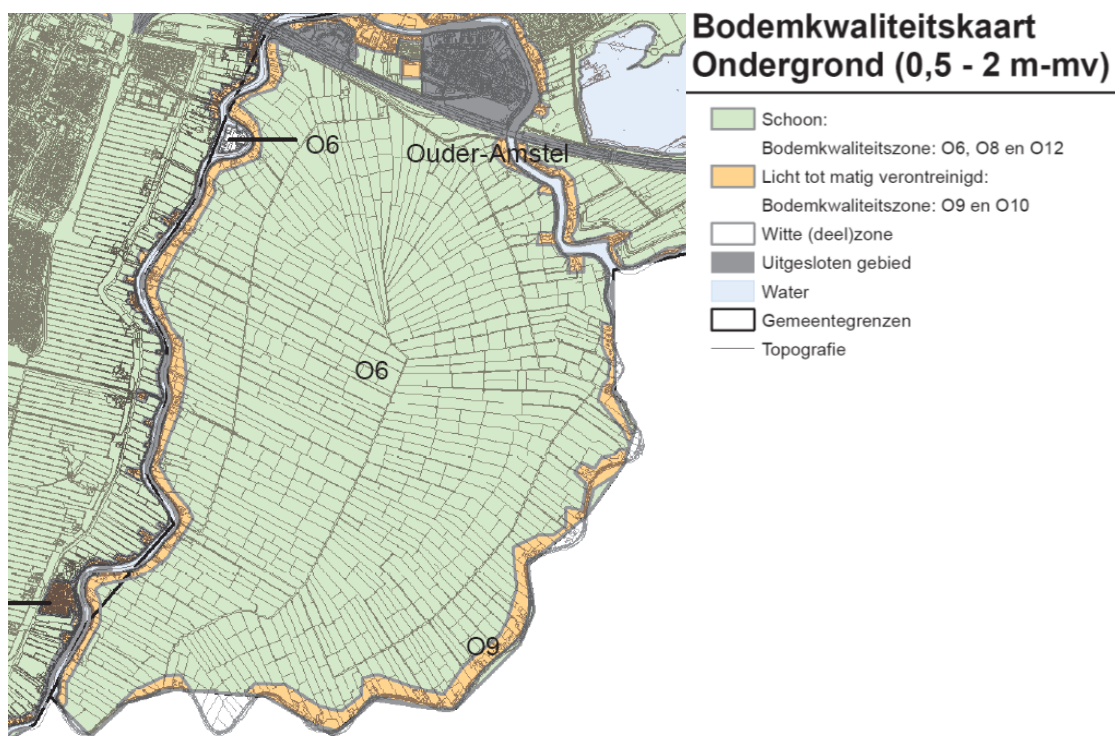 Bodemkwaliteitskaart
Ondergrond (0,5 - 2 m-mv)
Schoon:
Bodemkwaliteitszone: O6, O8 en O12
Licht tot matig verontreinigd:
Bodemkwaliteitszone: O9 en O10
Witte (deel)zone
Uitgesloten gebied
Water
Gemeentegrenzen
Topografie
O6
Ouder-Amstel
O6
O9